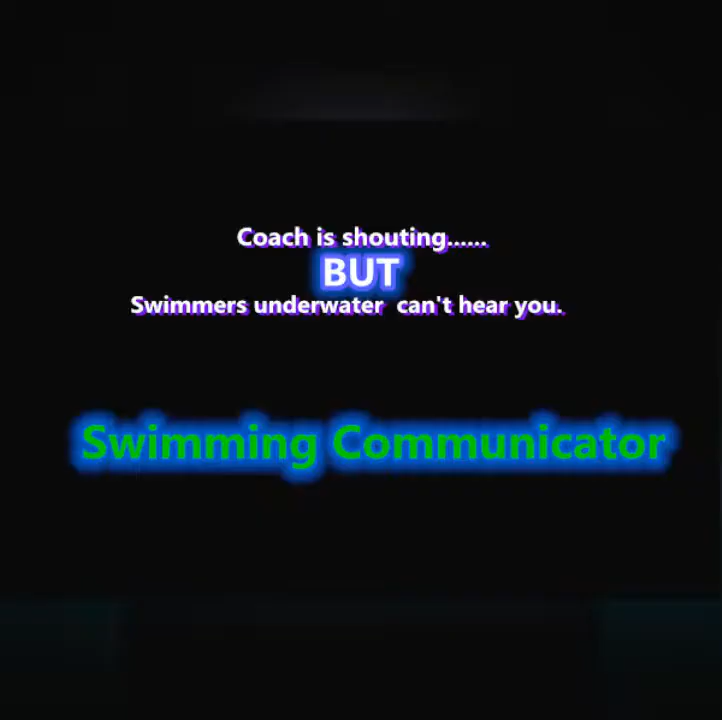 Coach is shouting......
BUT
Swimmers underwater can't hear you.
Swimming Communicator